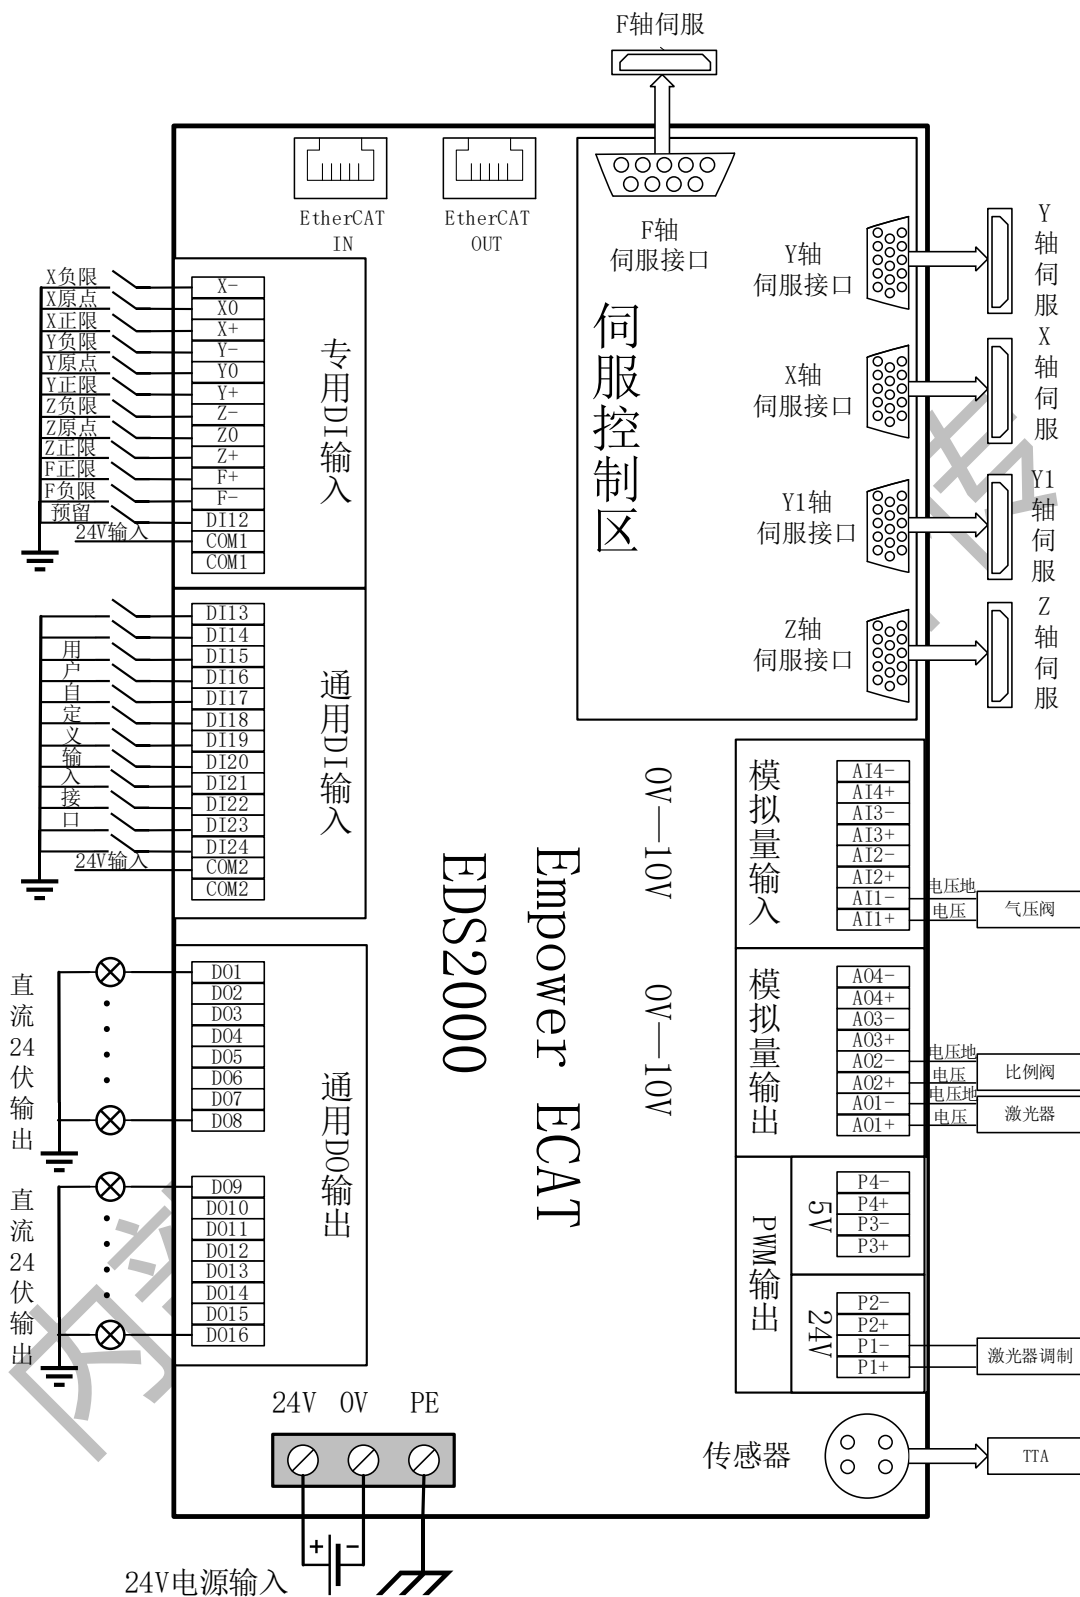 F轴伺服
EtherCAT
IN
EtherCAT
OUT
F轴
伺服接口
Y轴
伺服接口
Y轴伺服
X轴
伺服接口
X轴伺服
Y1轴
伺服接口
Y1轴伺服
Z轴
伺服接口
Z轴伺服
伺服控制区
X负限
X原点
X正限
Y负限
Y原点
Y正限
Z负限
Z原点
Z正限
F正限
F负限
预留
24V输入
X-
X0
X+
Y-
Y0
Y+
Z-
Z0
Z+
F+
F-
DI12
COM1
COM1
专用DI输入
用户自定义输入接口
24V输入
DI13
DI14
DI15
DI16
DI17
DI18
DI19
DI20
DI21
DI22
DI23
DI24
COM2
COM2
通用DI输入
直流24伏输出
DO1
DO2
DO3
DO4
DO5
DO6
DO7
DO8
直流24伏输出
DO9
DO10
DO11
DO12
DO13
DO14
DO15
DO16
通用DO输出
Empower ECAT
EDS2000
0V—10V
0V—10V
模拟量输入
AI4-
AI4+
AI3-
AI3+
AI2-
AI2+
AI1-
AI1+
电压地
电压
气压阀
模拟量输出
AO4-
AO4+
AO3-
AO3+
AO2-
AO2+
AO1-
AO1+
电压地
电压
比例阀
电压地
电压
激光器
PWM输出
5V
P4-
P4+
P3-
P3+
24V
P2-
P2+
P1-
P1+
激光器调制
传感器
TTA
24V
0V
PE
+
-
24V电源输入
内
传